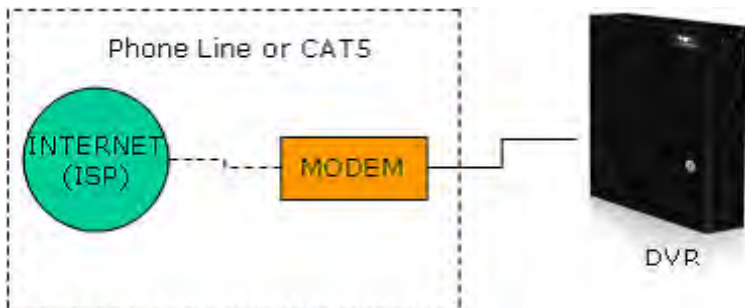 Phone Line or CAT5
INTERNET
(ISP)
MODEM
DVR